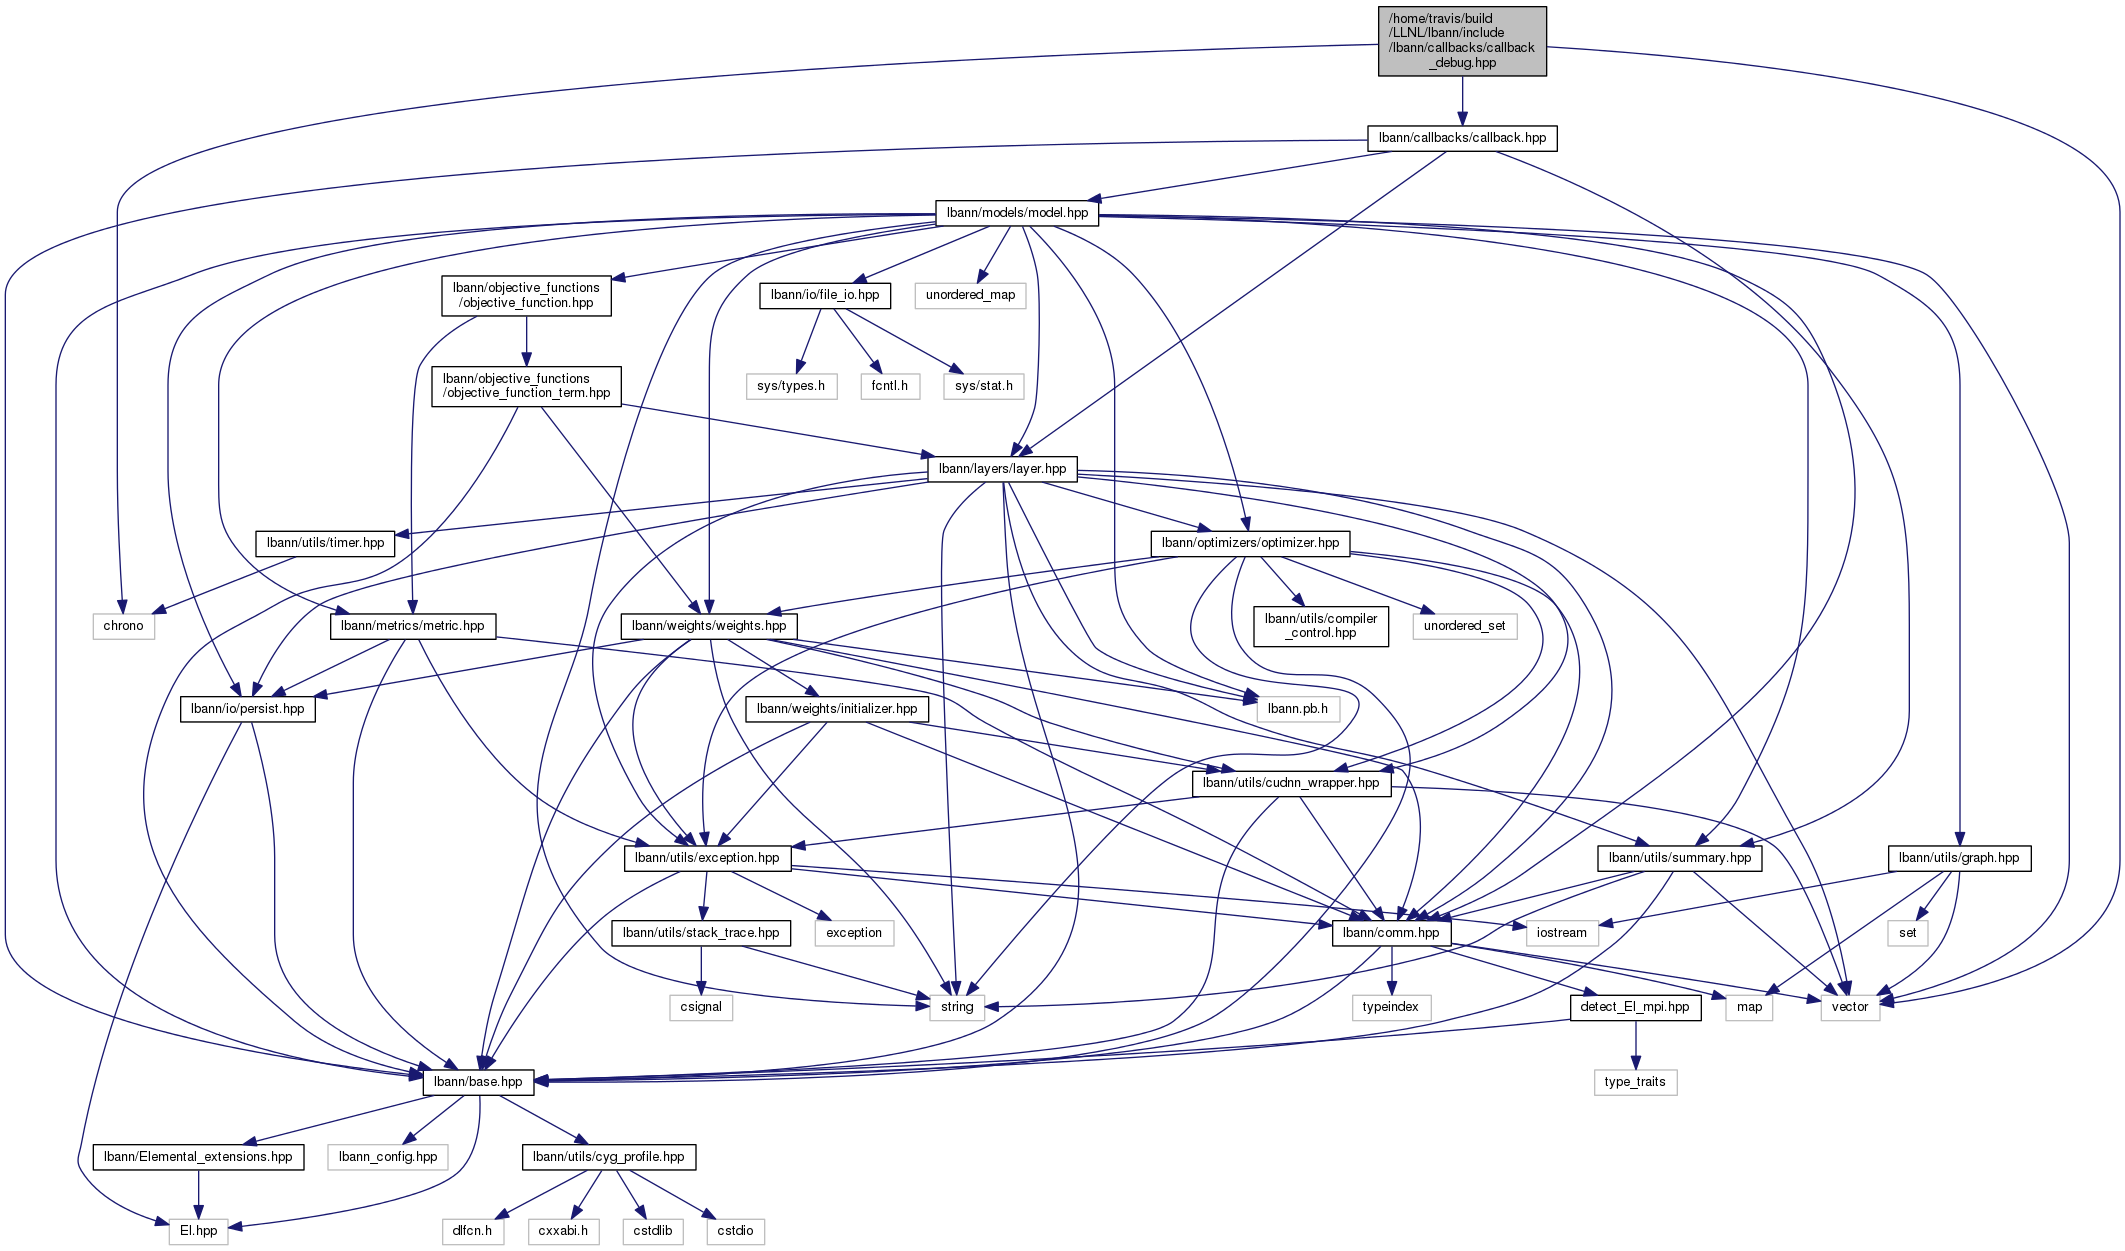 /home/travis/build
/LLNL/lbann/include
/lbann/callbacks/callback
_debug.hpp
lbann/callbacks/callback.hpp
lbann/models/model.hpp
lbann/objective_functions
/objective_function.hpp
lbann/io/file_io.hpp
unordered_map
lbann/objective_functions
/objective_function_term.hpp
sys/types.h
fcntl.h
sys/stat.h
lbann/layers/layer.hpp
lbann/utils/timer.hpp
lbann/optimizers/optimizer.hpp
chrono
lbann/metrics/metric.hpp
lbann/weights/weights.hpp
lbann/utils/compiler
_control.hpp
unordered_set
lbann/io/persist.hpp
lbann/weights/initializer.hpp
lbann.pb.h
lbann/utils/cudnn_wrapper.hpp
lbann/utils/exception.hpp
lbann/utils/summary.hpp
lbann/utils/graph.hpp
lbann/utils/stack_trace.hpp
exception
lbann/comm.hpp
iostream
set
csignal
string
typeindex
detect_El_mpi.hpp
map
vector
lbann/base.hpp
type_traits
lbann/Elemental_extensions.hpp
lbann_config.hpp
lbann/utils/cyg_profile.hpp
El.hpp
dlfcn.h
cxxabi.h
cstdlib
cstdio